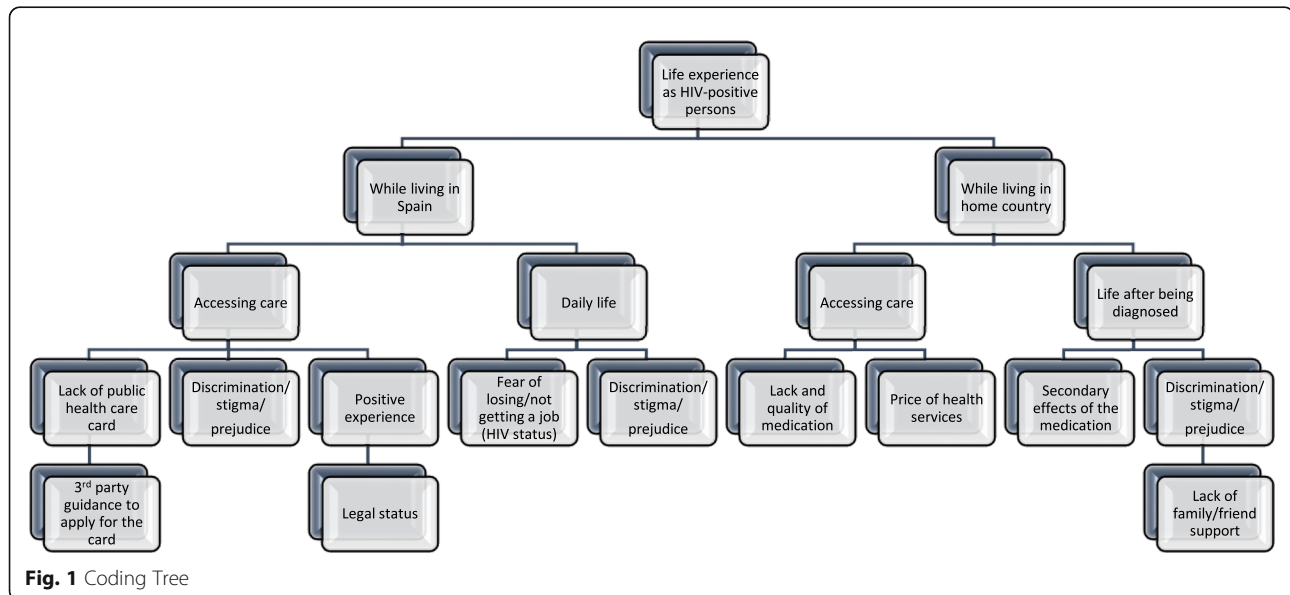 Life experience
as HIV-positive
persons
While living in
Spain
While living in
home country
Accessing care
Daily life
Accessing care
Life after being
diagnosed
Lack of public
health care
card
Discrimination/
stigma/
prejudice
Positive
experience
Fear of
losing/not
getting a job
(HIV status)
Discrimination/
stigma/
prejudice
Lack and
quality of
medication
Price of health
services
Secondary
effects of the
medication
Discrimination/
stigma/
prejudice
3rd party
guidance to
apply for the
card
Legal status
Lack of
family/friend
support
Fig. 1 Coding Tree